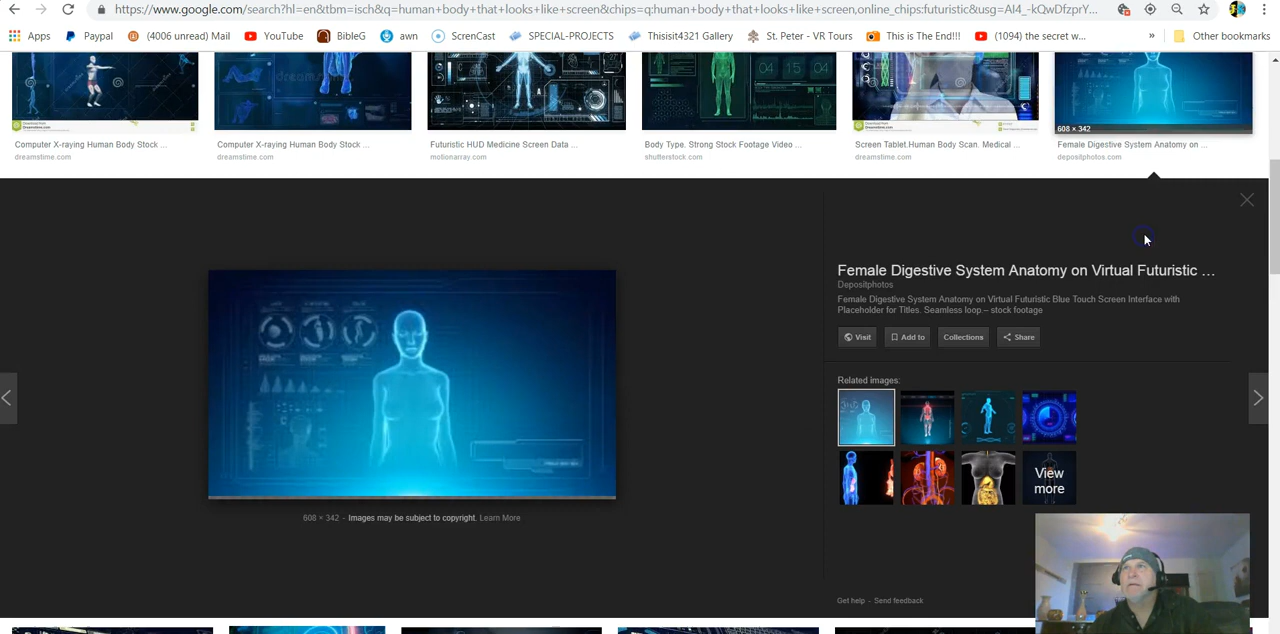 https://www.google.com/search?hl=en&tbm=isch&q=human+body+that+looks+like+screen&chips=q:human+body+that+looks+like+screen,online_chips:futuristic&usg=AI4_-kQwDfzprY...
Apps Paypal (4006 unread) Mail YouTube BibleG awn ScrenCast SPECIAL-PROJECTS Thisisit4321 Gallery St. Peter - VR Tours This is The End!!! (1094) the secret w... » Other bookmarks
dreamstime
04 15 04
608 × 342
Computer X-raying Human Body Stock ... Computer X-raying Human Body Stock ... Futuristic HUD Medicine Screen Data ... Body Type. Strong Stock Footage Video ... Screen Tablet.Human Body Scan. Medical ... Female Digestive System Anatomy on ...
dreamstime.com dreamstime.com motionarray.com shutterstock.com dreamstime.com depositphotos.com
Female Digestive System Anatomy on Virtual Futuristic ...
Depositphotos
Female Digestive System Anatomy on Virtual Futuristic Blue Touch Screen Interface with
Placeholder for Titles. Seamless loop – stock footage
Visit Add to Collections Share
Related images:
View
more
608 × 342 - Images may be subject to copyright. Learn More
Get help - Send feedback